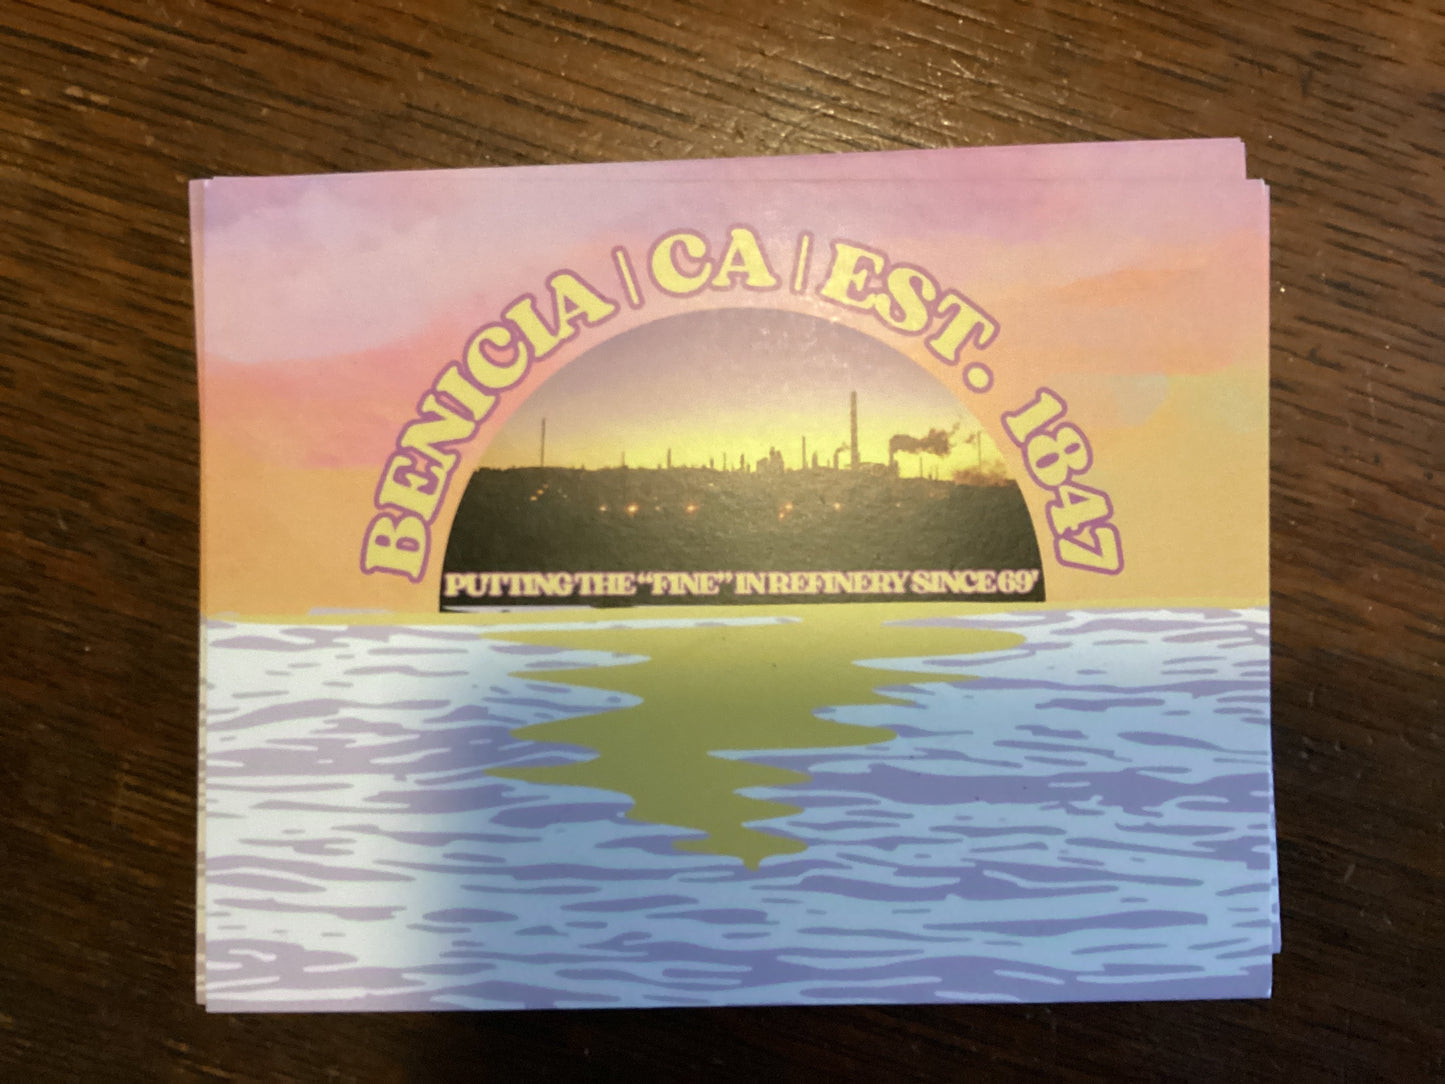 BENICIA | CA | EST. 1847
PUTTING THE “FINE” IN REFINERY SINCE 69'